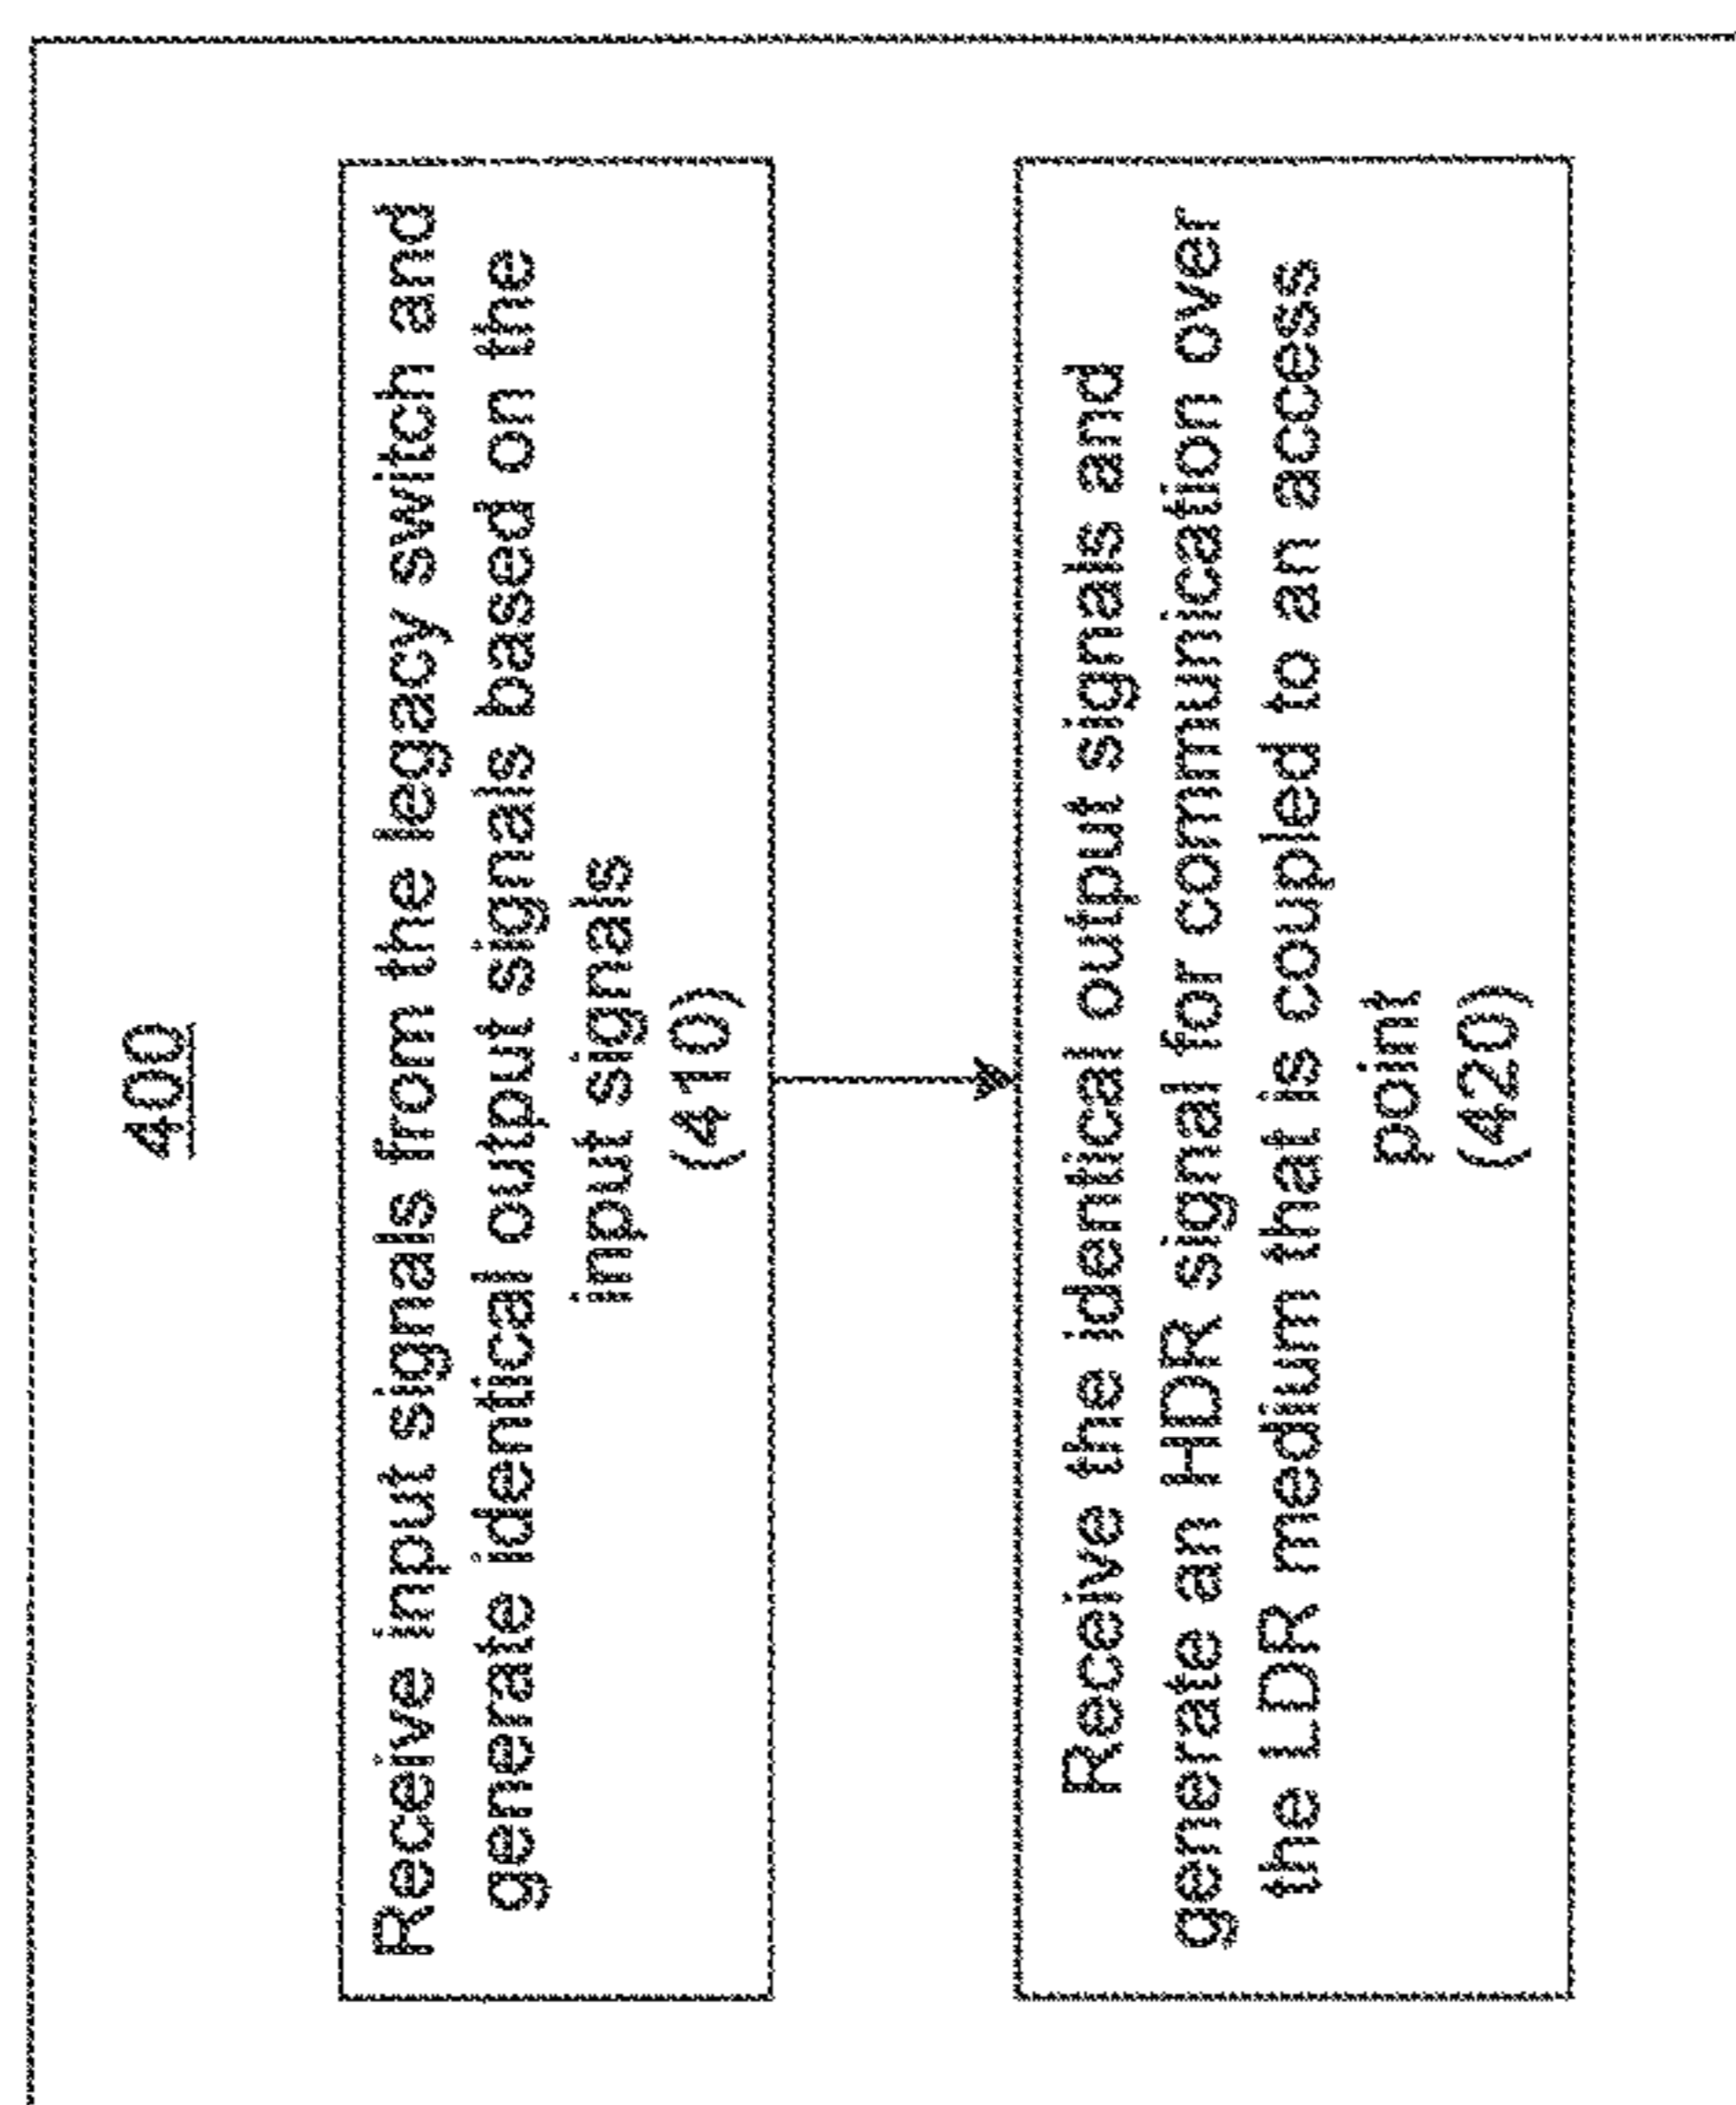 400
Receive input signals from the legacy switch and
generate identical output signals based on the
input signals
(410)
Receive the identical output signals and
generate an HDR signal for communication over
the LDR medium that is coupled to an access
point
(420)